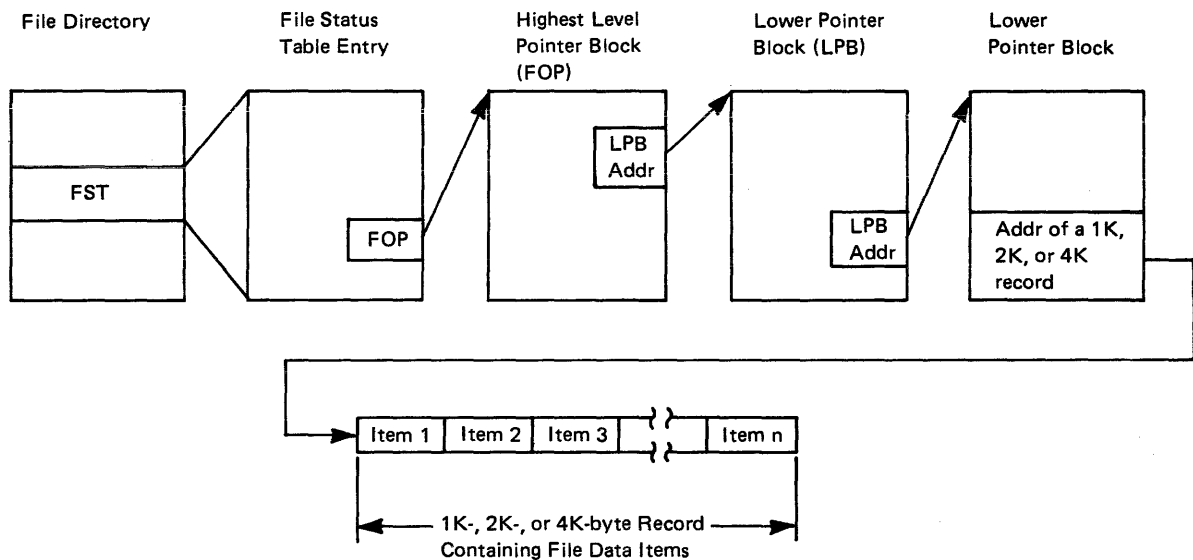 File Directory
File Status
Table Entry
Highest Level
Pointer Block
(FOP)
Lower Pointer
Block (LPB)
Lower
Pointer Block
FST
FOP
LPB
Addr
LPB
Addr
Addr of a 1K,
2K, or 4K
record
Item 1
Item 2
Item 3
Item n
1K-, 2K-, or 4K-byte Record
Containing File Data Items